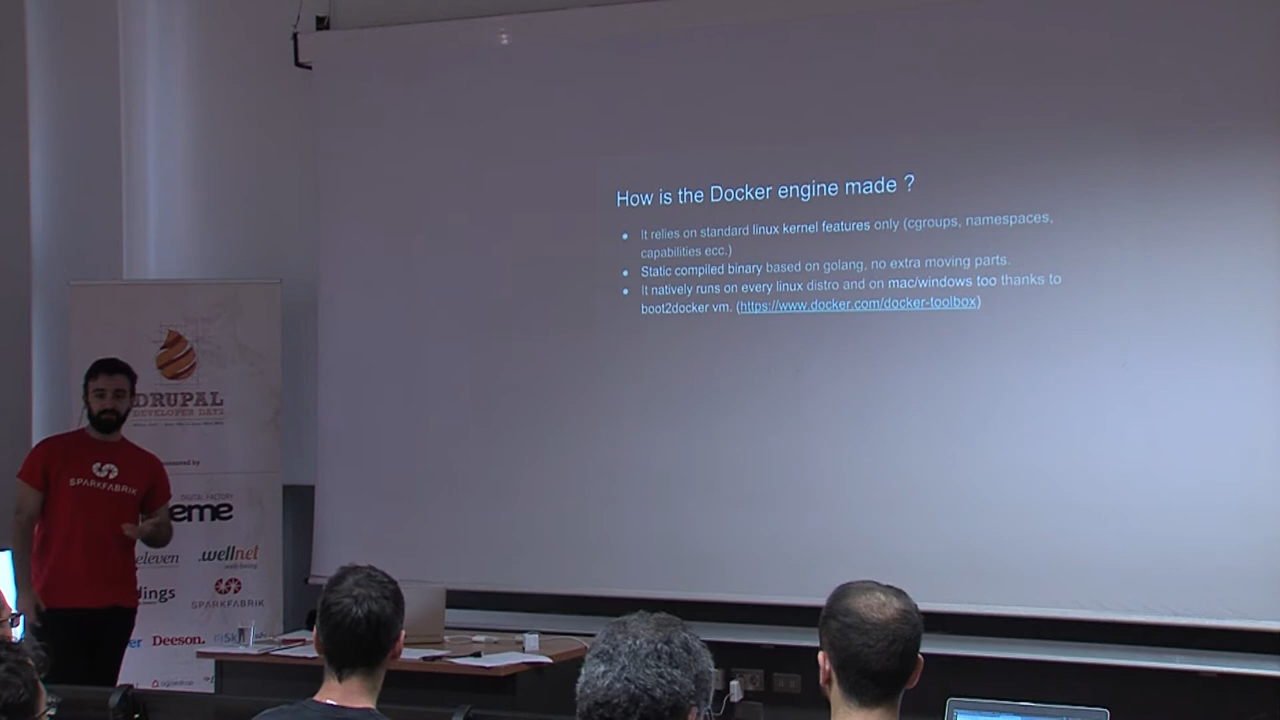 How is the Docker engine made ?
It relies on standard linux kernel features only (cgroups, namespaces,
capabilities ecc.)
Static compiled binary based on golang, no extra moving parts.
It natively runs on every linux distro and on mac/windows too thanks to
boot2docker vm. (https://www.docker.com/docker-toolbox)
DRUPAL
DEVELOPER DAYS
SPARKFABRIK
DIGITAL FACTORY
eme
eleven
.wellnet
SPARKFABRIK
Deeson.